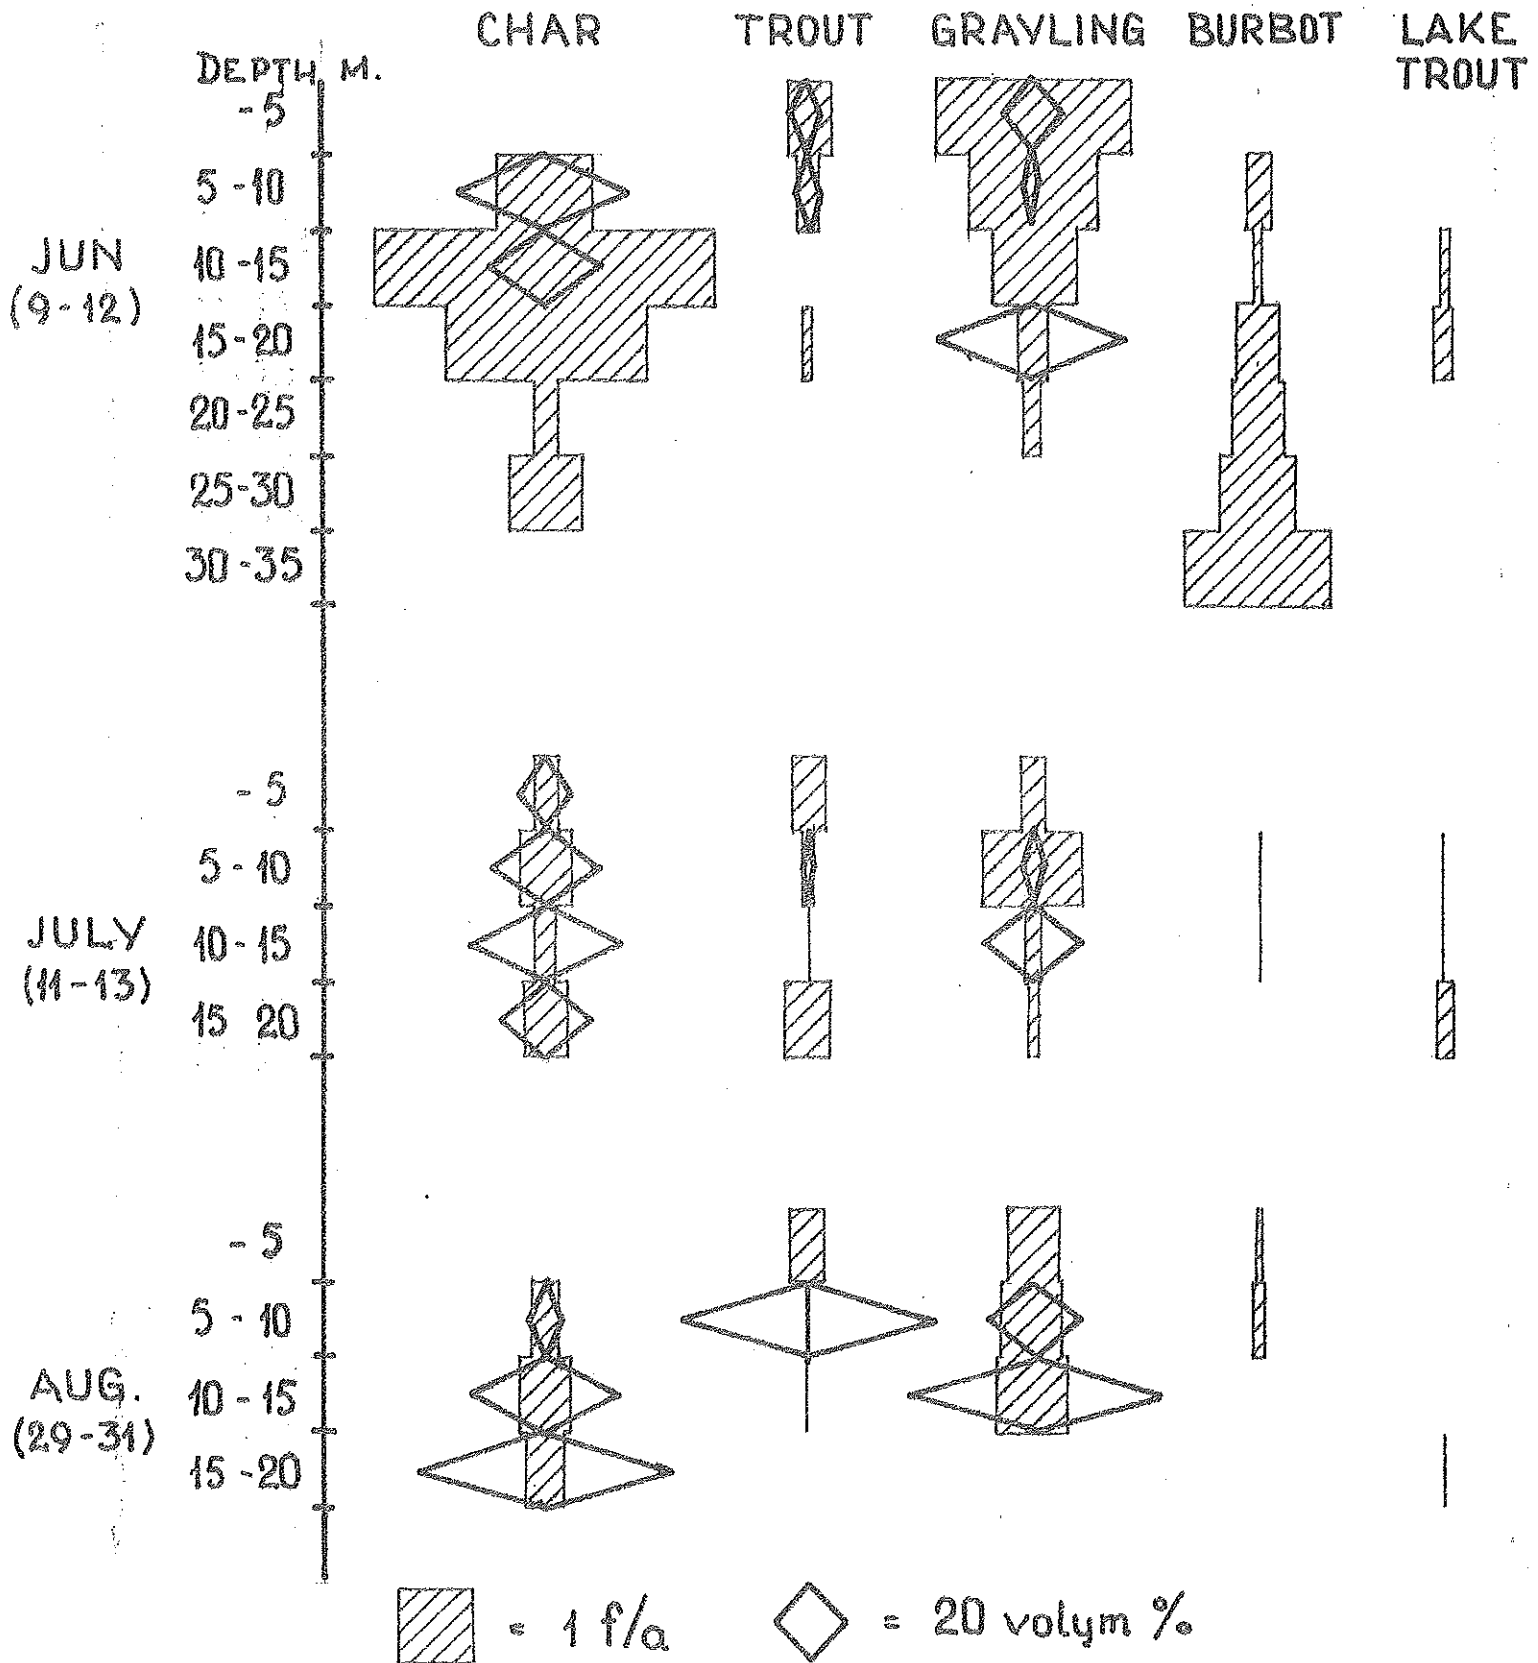 CHAR TROUT GRAYLING BURBOT LAKE TROUT
DEPTH M.
- 5
5 - 10
10 - 15
15 - 20
20 - 25
25 - 30
30 - 35
JUN
(9 - 12)
- 5
5 - 10
10 - 15
15 20
JULY
(11 - 13)
- 5
5 - 10
10 - 15
15 - 20
AUG.
(29 - 31)
= 1 f/a
= 20 volym %